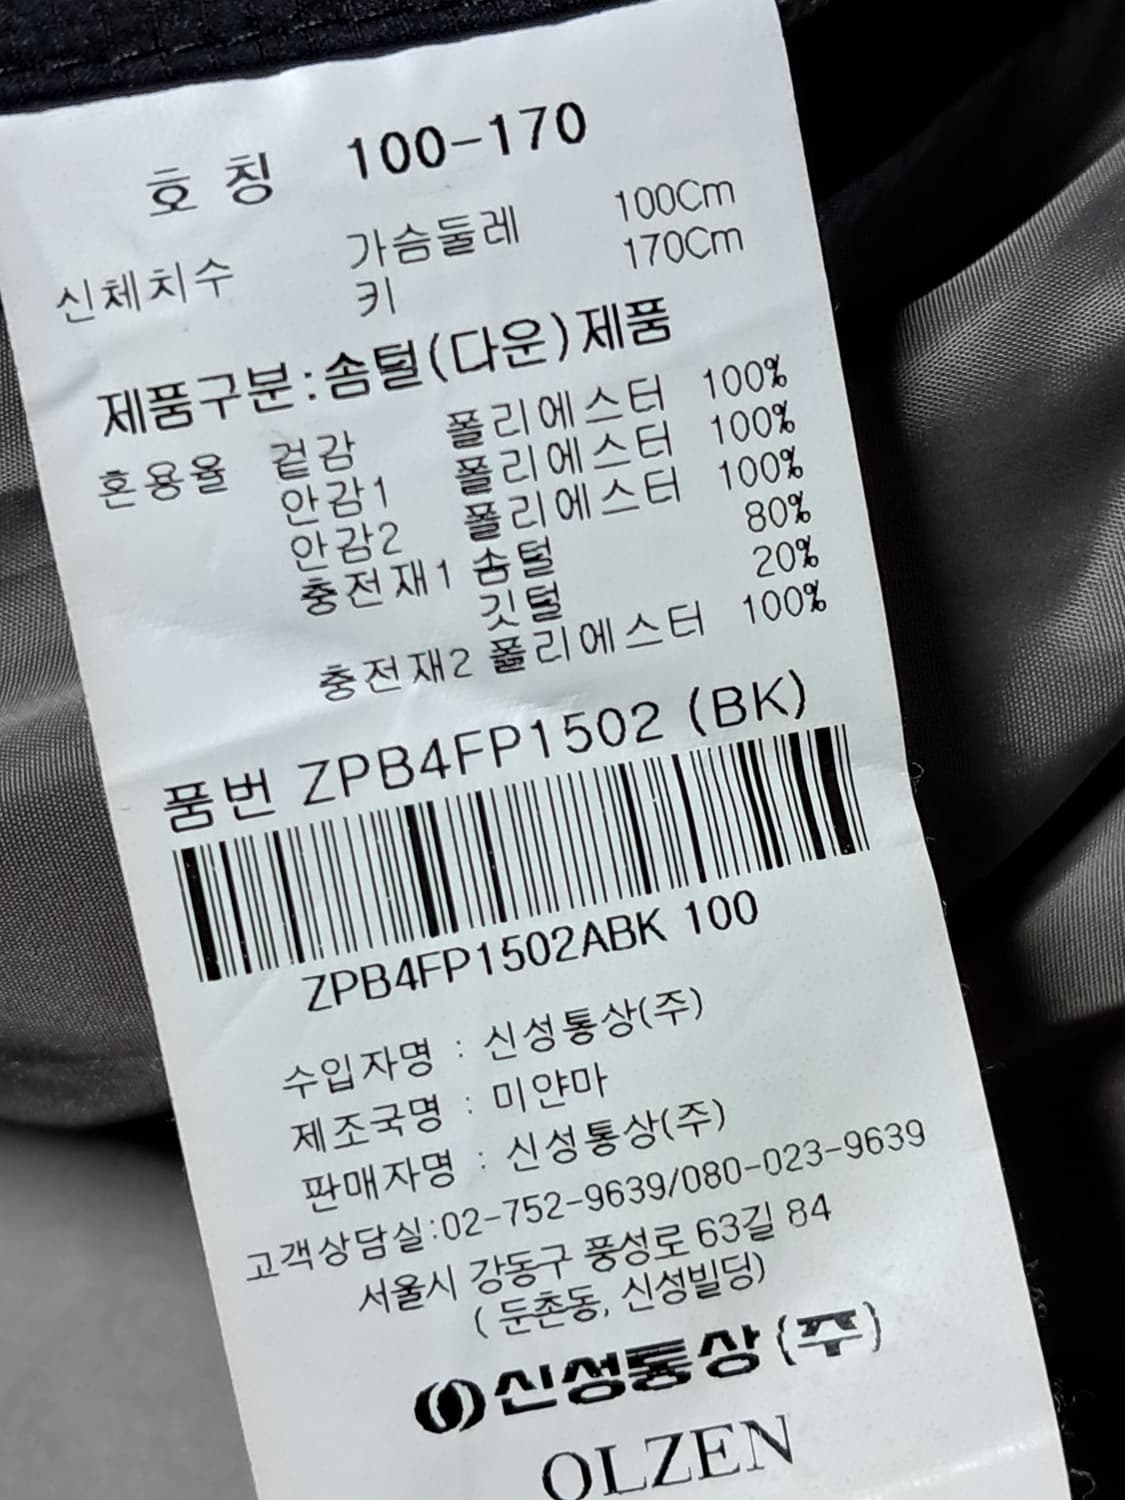 호칭 100-170
신체치수 가슴둘레 100Cm
키 170Cm
제품구분:솜털(다운)제품
혼용율 겉감 폴리에스터 100%
안감1 폴리에스터 100%
안감2 폴리에스터 100%
충전재1 솜털 80%
깃털 20%
충전재2 폴리에스터 100%
품번 ZPB4FP1502 (BK)
ZPB4FP1502ABK 100
수입자명 : 신성통상(주)
제조국명 : 미얀마
판매자명 : 신성통상(주)
고객상담실:02-752-9639/080-023-9639
서울시 강동구 풍성로 63길 84
( 둔촌동, 신성빌딩)
신성통상(주)
OLZEN